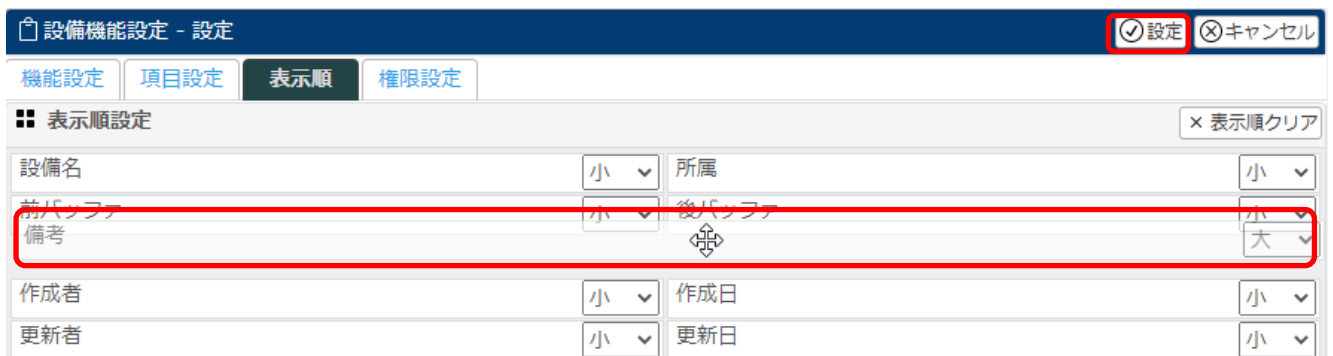 設備機能設定 - 設定 設定 キャンセル
機能設定 項目設定 表示順 権限設定
表示順設定 × 表示順クリア
設備名 小 所属 小
前バッファ 小 後バッファ 小
備考 大
作成者 小 作成日 小
更新者 小 更新日 小